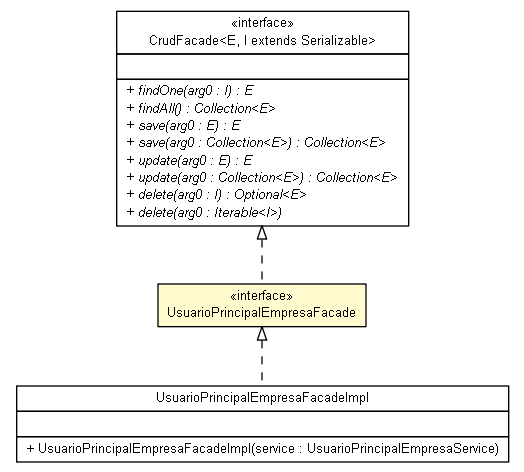 «interface»
CrudFacade<E, I extends Serializable>
+ findOne(arg0 : I) : E
+ findAll() : Collection<E>
+ save(arg0 : E) : E
+ save(arg0 : Collection<E>) : Collection<E>
+ update(arg0 : E) : E
+ update(arg0 : Collection<E>) : Collection<E>
+ delete(arg0 : I) : Optional<E>
+ delete(arg0 : Iterable<I>)
«interface»
UsuarioPrincipalEmpresaFacade
UsuarioPrincipalEmpresaFacadeImpl
+ UsuarioPrincipalEmpresaFacadeImpl(service : UsuarioPrincipalEmpresaService)